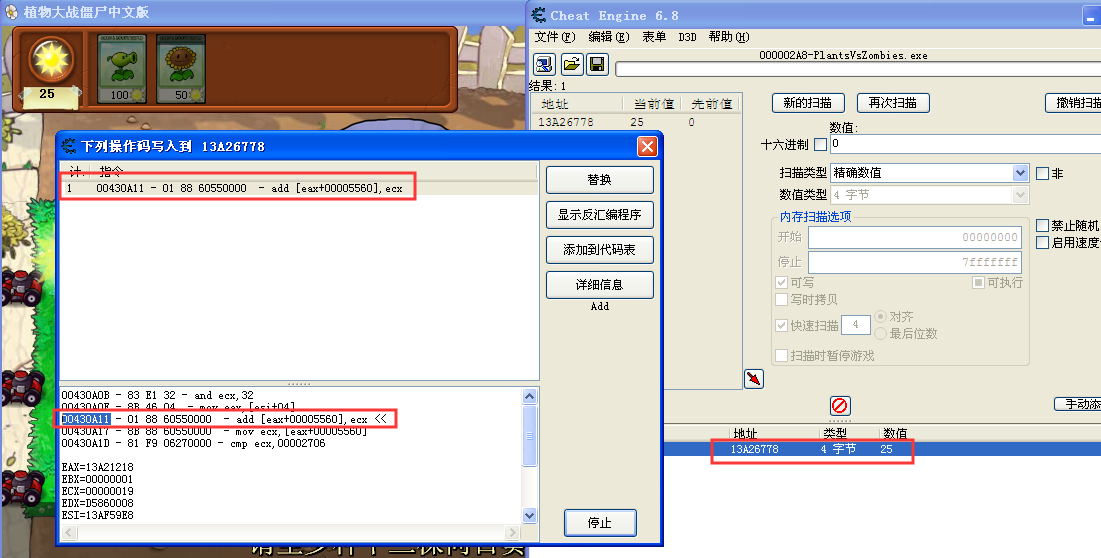 植物大战僵尸中文版
25
100
50
Cheat Engine 6.8
文件(F) 编辑(E) 表单 D3D 帮助(H)
000002A8-PlantsVsZombies.exe
结果: 1
地址 当前值 先前值
13A26778 25 0
新的扫描 再次扫描 撤销扫描
数值:
十六进制 0
扫描类型 精确数值 非
数值类型 4 字节
内存扫描选项
开始 00000000
停止 7fffffff
可写 可执行
写时拷贝
快速扫描 4 对齐
最后位数
扫描时暂停游戏
禁止随机
启用速度
手动添
地址 类型 数值
13A26778 4 字节 25
下列操作码写入到 13A26778
计. 指令
1 00430A11 - 01 88 60550000 - add [eax+00005560],ecx
替换
显示反汇编程序
添加到代码表
详细信息
Add
00430A0B - 83 E1 32 - and ecx,32
00430A0E - 8B 46 04 - mov eax,[esi+04]
00430A11 - 01 88 60550000 - add [eax+00005560],ecx <<
00430A17 - 8B 88 60550000 - mov ecx,[eax+00005560]
00430A1D - 81 F9 06270000 - cmp ecx,00002706
EAX=13A21218
EBX=00000001
ECX=00000019
EDX=D5860008
ESI=13AF59E8
停止